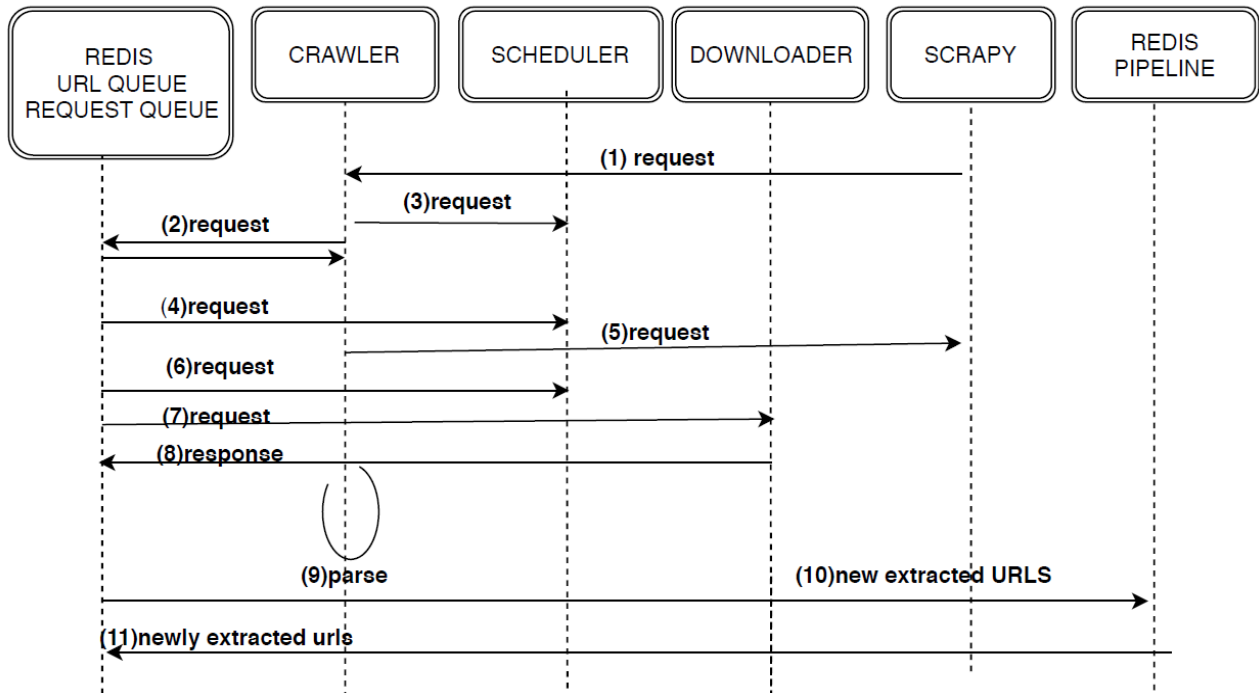 REDIS
URL QUEUE
REQUEST QUEUE
CRAWLER
SCHEDULER
DOWNLOADER
SCRAPY
REDIS
PIPELINE
(1) request
(3)request
(2)request
(4)request
(5)request
(6)request
(7)request
(8)response
(9)parse
(10)new extracted URLS
(11)newly extracted urls